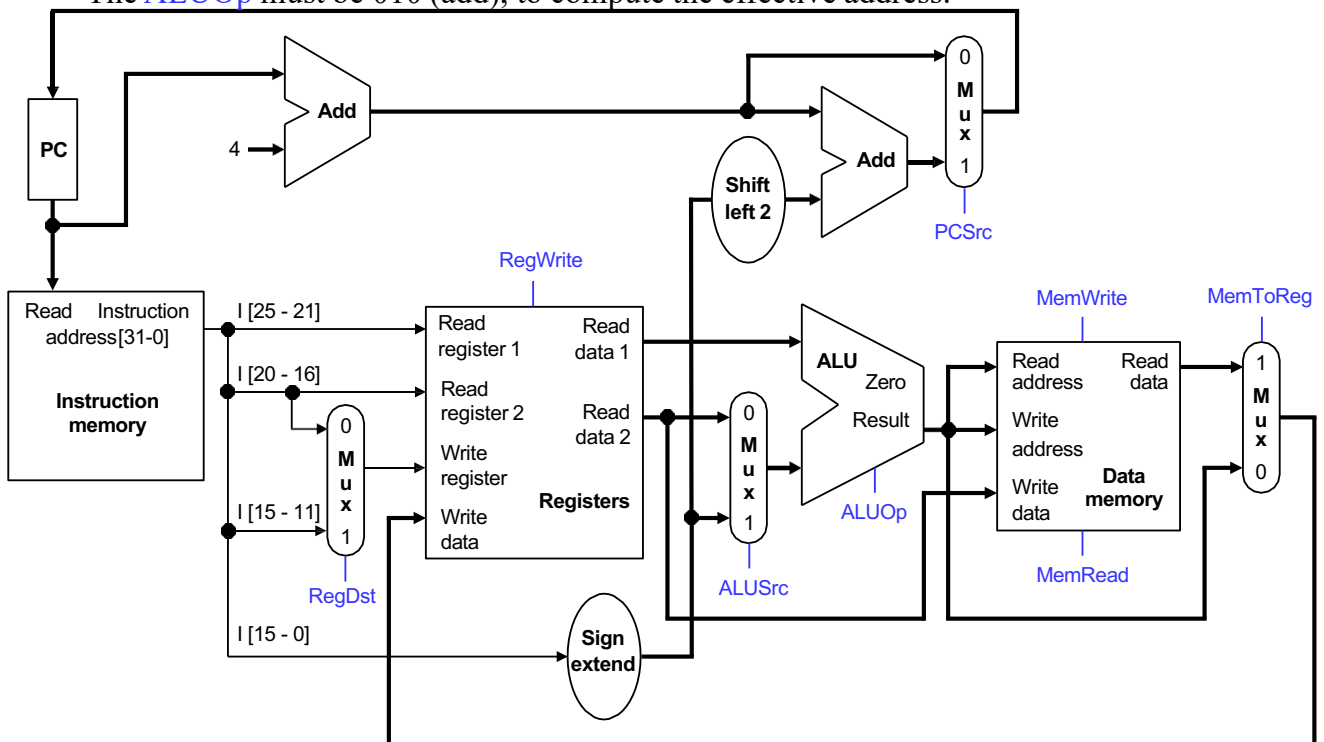 The ALUOp must be 010 (add), to compute the effective address.
0
M
u
x
1
Add
PC
4
Add
Shift
left 2
PCSrc
RegWrite
Read Instruction
address [31-0]
Instruction
memory
I [25 - 21]
I [20 - 16]
I [15 - 11]
I [15 - 0]
0
M
u
x
1
RegDst
Read
register 1
Read
data 1
Read
register 2
Read
data 2
Write
register
Registers
Write
data
Sign
extend
0
M
u
x
1
ALUSrc
ALU
Zero
Result
ALUOp
MemWrite
Read
address
Read
data
Write
address
Write
data
Data
memory
MemRead
MemToReg
1
M
u
x
0